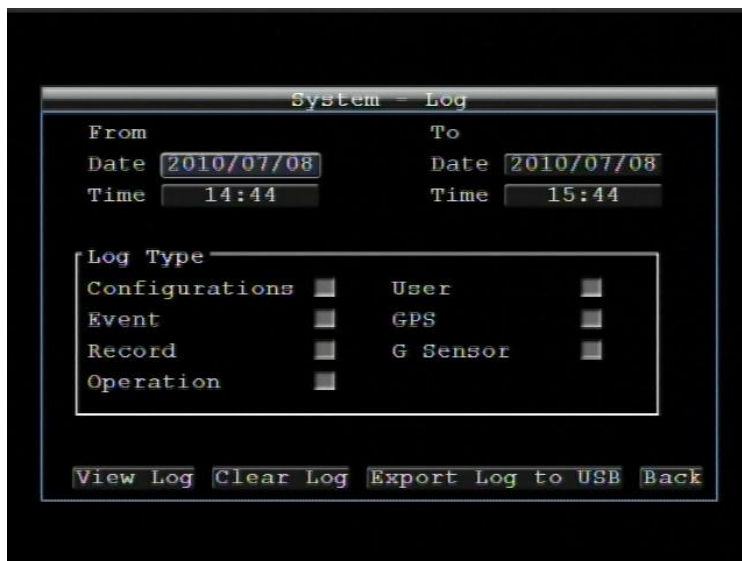 System - Log
From To
Date 2010/07/08 Date 2010/07/08
Time 14:44 Time 15:44
Log Type
Configurations User
Event GPS
Record G Sensor
Operation
View Log Clear Log Export Log to USB Back